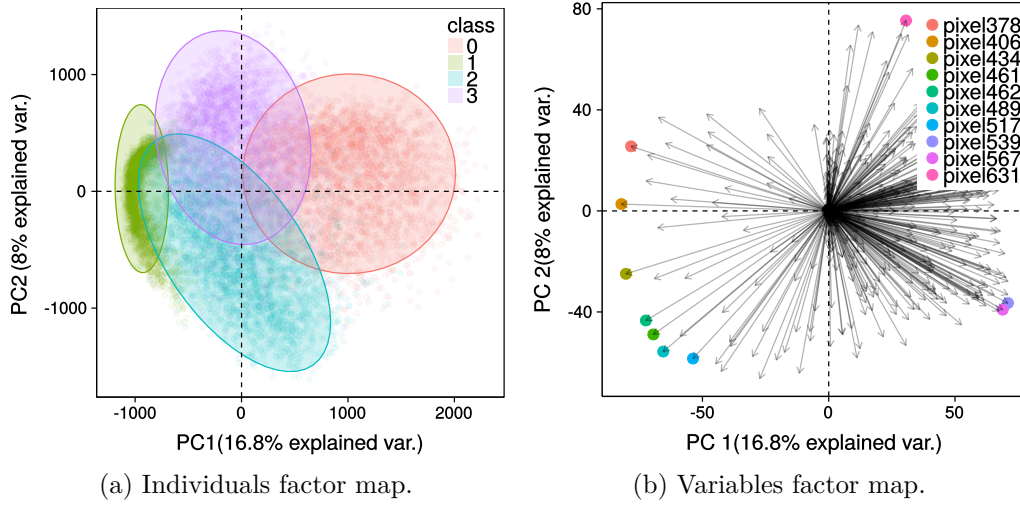 class
0
1
2
3
1000
0
-1000
PC2 (8% explained var.)
-1000
0
1000
2000
PC1(16.8% explained var.)
(a) Individuals factor map.
80
40
0
-40
PC 2(8% explained var.)
pixel378
pixel406
pixel434
pixel461
pixel462
pixel489
pixel517
pixel539
pixel567
pixel631
-50
0
50
PC 1(16.8% explained var.)
(b) Variables factor map.